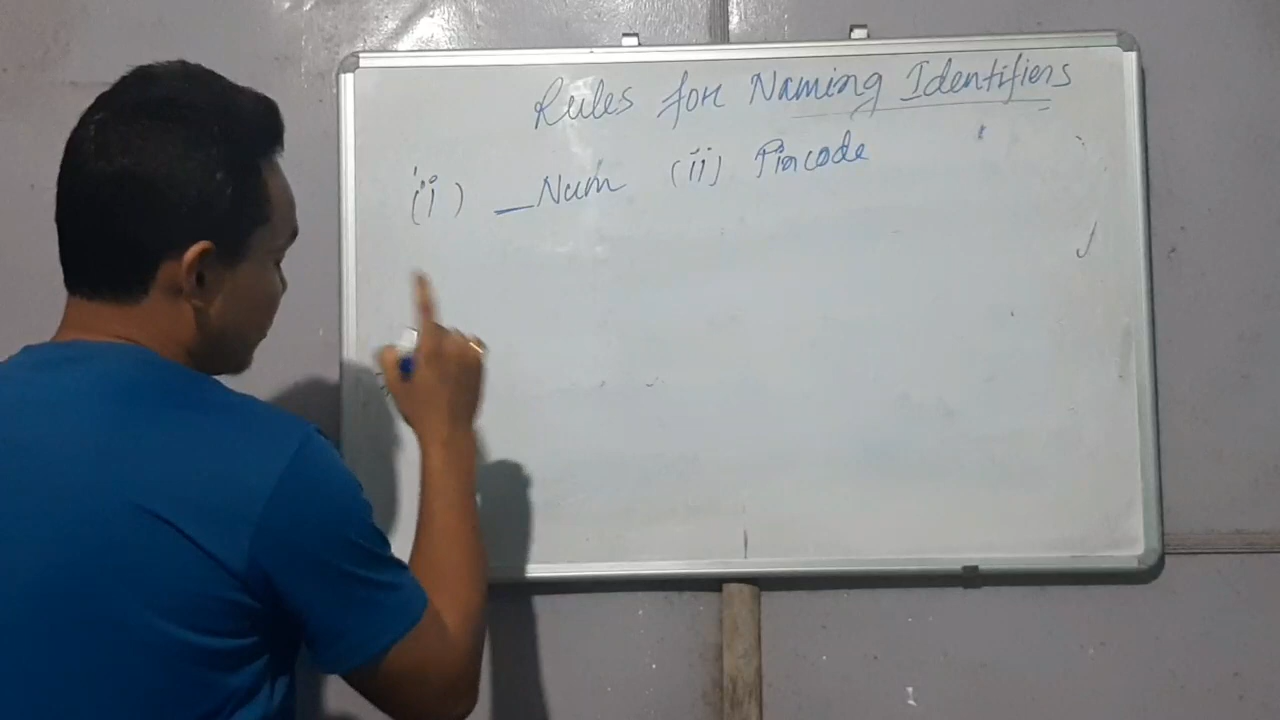 Rules for Naming Identifiers
(i) _Num (ii) Pincode